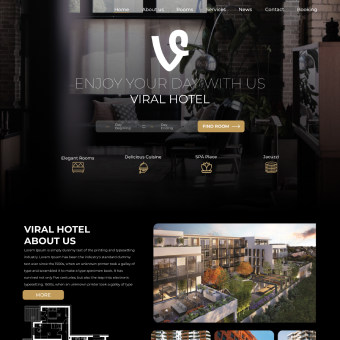 Home About us Rooms Services News Contact Booking
ENJOY YOUR DAY WITH US
VIRAL HOTEL
FIND ROOM
Elegant Rooms Delicious Cuisine SPA Place Jacuzzi
VIRAL HOTEL
ABOUT US
Lorem Ipsum is simply dummy text of the printing and typesetting
industry. Lorem Ipsum has been the industry's standard dummy
text ever since the 1500s, when an unknown printer took a galley of
type and scrambled it to make a type specimen book. It has
survived not only five centuries, but also the leap into electronic
typesetting. 1500s, when an unknown printer took a galley of type
MORE